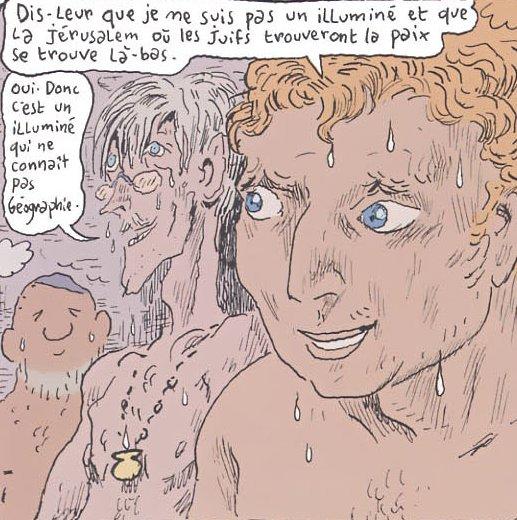 Dis-Leur que je ne suis pas un illuminé et que
La Jérusalem où les juifs trouveront la paix
se trouve Là-bas.
Oui. Donc
c'est un
illuminé
qui ne
connait
pas
Géographie.